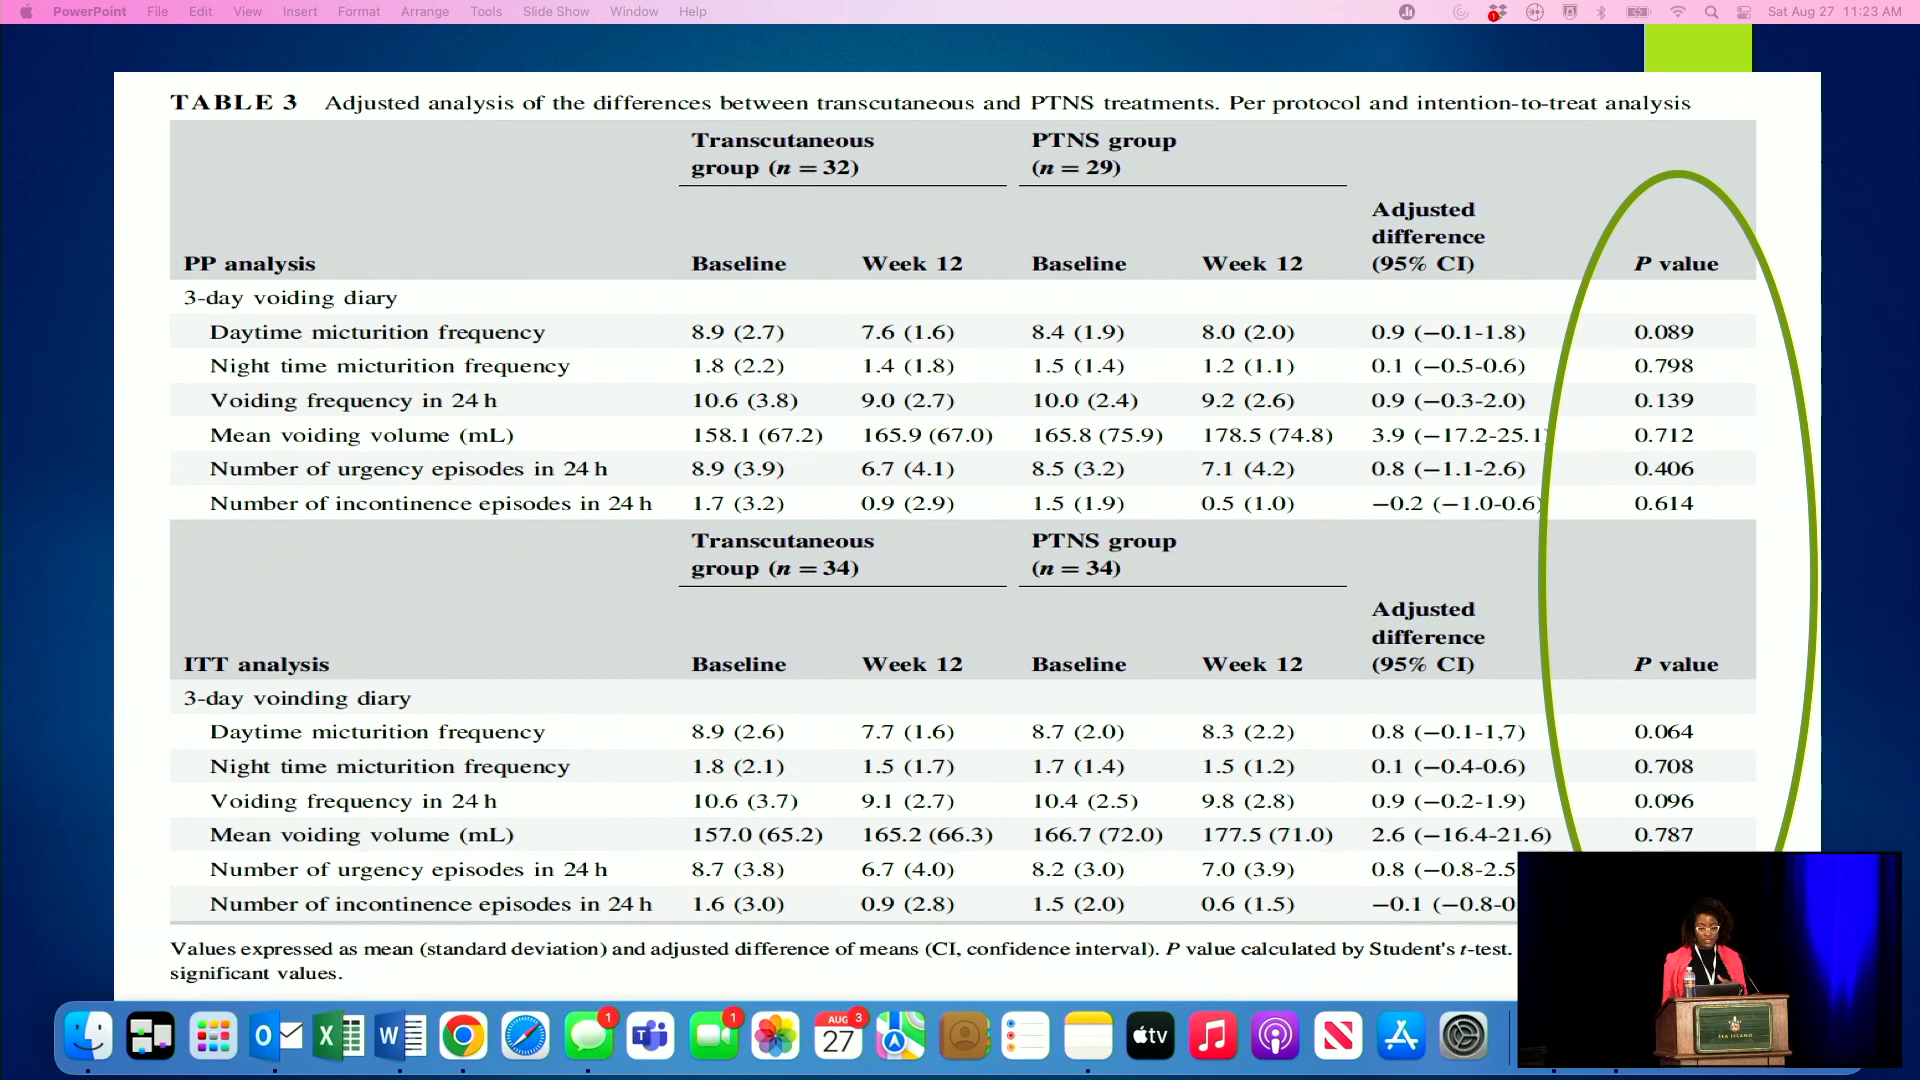 PowerPoint File Edit View Insert Format Arrange Tools Slide Show Window Help 1 Sat Aug 27 11:23 AM
TABLE 3 Adjusted analysis of the differences between transcutaneous and PTNS treatments. Per protocol and intention-to-treat analysis
Transcutaneous group (n = 32) PTNS group (n = 29)
PP analysis Baseline Week 12 Baseline Week 12 Adjusted difference (95% CI) P value
3-day voiding diary
Daytime micturition frequency 8.9 (2.7) 7.6 (1.6) 8.4 (1.9) 8.0 (2.0) 0.9 (−0.1-1.8) 0.089
Night time micturition frequency 1.8 (2.2) 1.4 (1.8) 1.5 (1.4) 1.2 (1.1) 0.1 (−0.5-0.6) 0.798
Voiding frequency in 24 h 10.6 (3.8) 9.0 (2.7) 10.0 (2.4) 9.2 (2.6) 0.9 (−0.3-2.0) 0.139
Mean voiding volume (mL) 158.1 (67.2) 165.9 (67.0) 165.8 (75.9) 178.5 (74.8) 3.9 (−17.2-25.1) 0.712
Number of urgency episodes in 24 h 8.9 (3.9) 6.7 (4.1) 8.5 (3.2) 7.1 (4.2) 0.8 (−1.1-2.6) 0.406
Number of incontinence episodes in 24 h 1.7 (3.2) 0.9 (2.9) 1.5 (1.9) 0.5 (1.0) −0.2 (−1.0-0.6) 0.614
Transcutaneous group (n = 34) PTNS group (n = 34)
ITT analysis Baseline Week 12 Baseline Week 12 Adjusted difference (95% CI) P value
3-day voinding diary
Daytime micturition frequency 8.9 (2.6) 7.7 (1.6) 8.7 (2.0) 8.3 (2.2) 0.8 (−0.1-1,7) 0.064
Night time micturition frequency 1.8 (2.1) 1.5 (1.7) 1.7 (1.4) 1.5 (1.2) 0.1 (−0.4-0.6) 0.708
Voiding frequency in 24 h 10.6 (3.7) 9.1 (2.7) 10.4 (2.5) 9.8 (2.8) 0.9 (−0.2-1.9) 0.096
Mean voiding volume (mL) 157.0 (65.2) 165.2 (66.3) 166.7 (72.0) 177.5 (71.0) 2.6 (−16.4-21.6) 0.787
Number of urgency episodes in 24 h 8.7 (3.8) 6.7 (4.0) 8.2 (3.0) 7.0 (3.9) 0.8 (−0.8-2.5
Number of incontinence episodes in 24 h 1.6 (3.0) 0.9 (2.8) 1.5 (2.0) 0.6 (1.5) −0.1 (−0.8-0
Values expressed as mean (standard deviation) and adjusted difference of means (CI, confidence interval). P value calculated by Student's t-test.
significant values.
AUG 3 27 1 1 tv
SEA ISLAND